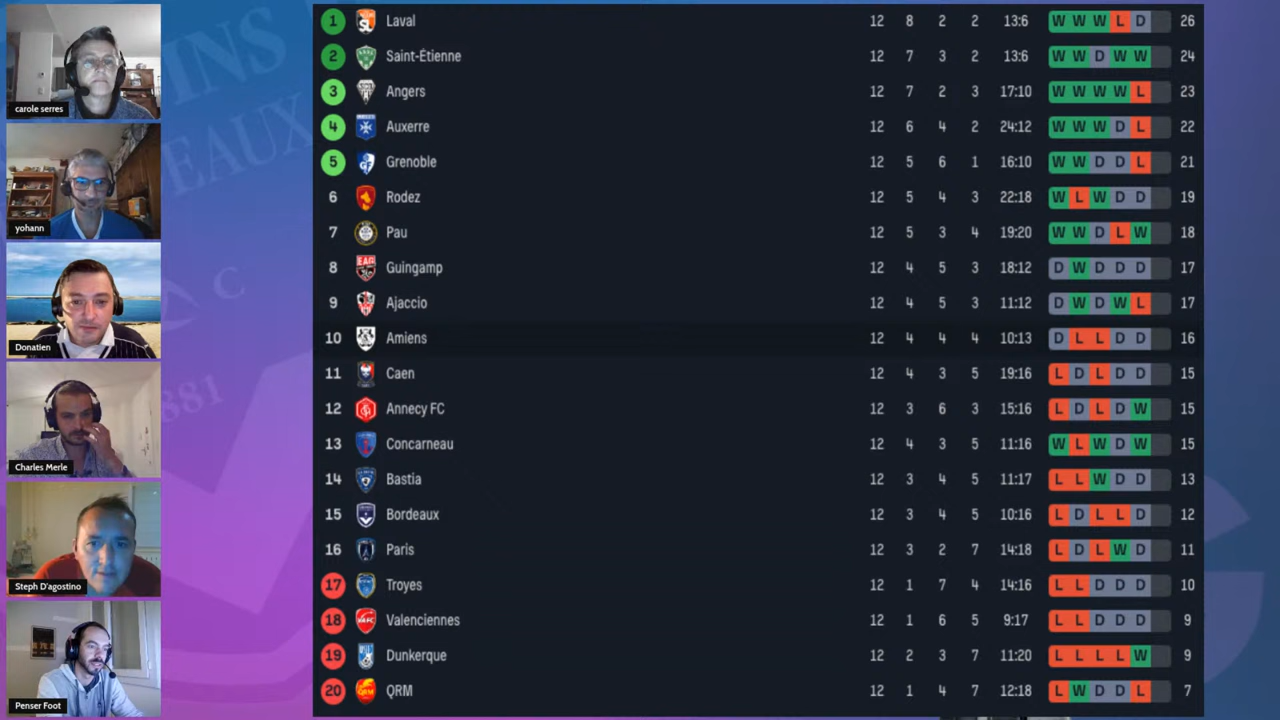 carole serres
yohann
Donatien
Charles Merle
Steph D'agostino
Penser Foot
INS
EAUX
C
1881
1 Laval 12 8 2 2 13:6 W W W L D 26
2 Saint-Étienne 12 7 3 2 13:6 W W D W W 24
3 Angers 12 7 2 3 17:10 W W W W L 23
4 Auxerre 12 6 4 2 24:12 W W W D L 22
5 Grenoble 12 5 6 1 16:10 W W D D L 21
6 Rodez 12 5 4 3 22:18 W L W D D 19
7 Pau 12 5 3 4 19:20 W W D L W 18
8 Guingamp 12 4 5 3 18:12 D W D D D 17
9 Ajaccio 12 4 5 3 11:12 D W D W L 17
10 Amiens 12 4 4 4 10:13 D L L D D 16
11 Caen 12 4 3 5 19:16 L D L D D 15
12 Annecy FC 12 3 6 3 15:16 L D L D W 15
13 Concarneau 12 4 3 5 11:16 W L W D W 15
14 Bastia 12 3 4 5 11:17 L L W D D 13
15 Bordeaux 12 3 4 5 10:16 L D L L D 12
16 Paris 12 3 2 7 14:18 L D L W D 11
17 Troyes 12 1 7 4 14:16 L L D D D 10
18 Valenciennes 12 1 6 5 9:17 L L D D D 9
19 Dunkerque 12 2 3 7 11:20 L L L L W 9
20 QRM 12 1 4 7 12:18 L W D D L 7